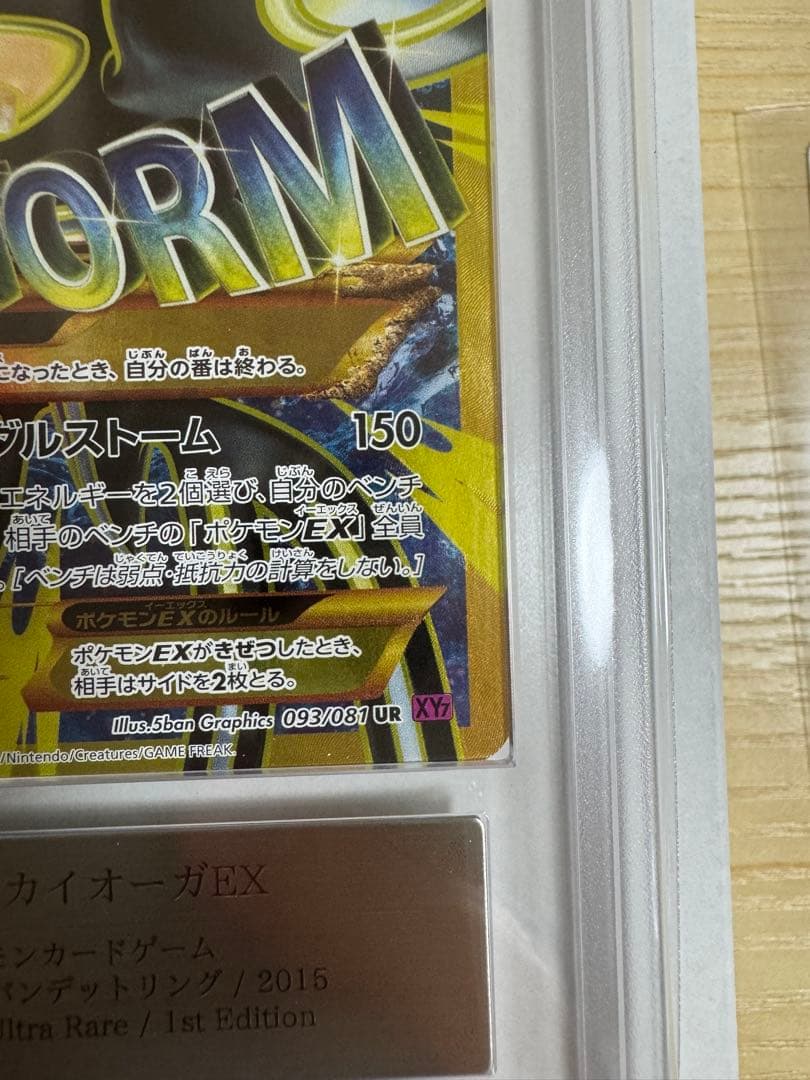 ORM
になったとき、自分の番は終わる。
グルストーム 150
エネルギーを2個選び、自分のベンチ
相手のベンチの「ポケモンEX」全員
。[ベンチは弱点・抵抗力の計算をしない。]
ポケモンEXのルール
ポケモンEXがきぜつしたとき、
相手はサイドを2枚とる。
Illus.5ban Graphics 093/081 UR XY7
/Nintendo/Creatures/GAME FREAK.
カイオーガEX
モンカードゲーム
バンデットリング / 2015
Ultra Rare / 1st Edition